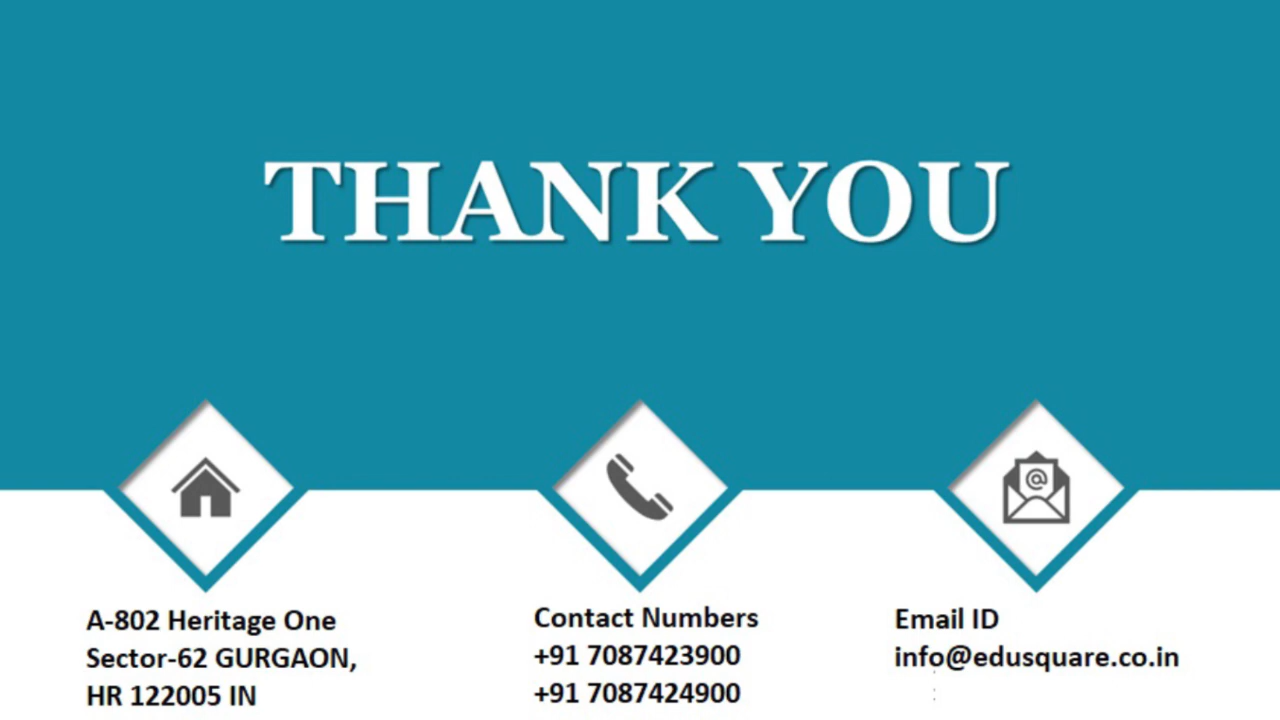 THANK YOU
A-802 Heritage One
Sector-62 GURGAON,
HR 122005 IN
Contact Numbers
+91 7087423900
+91 7087424900
Email ID
info@edusquare.co.in